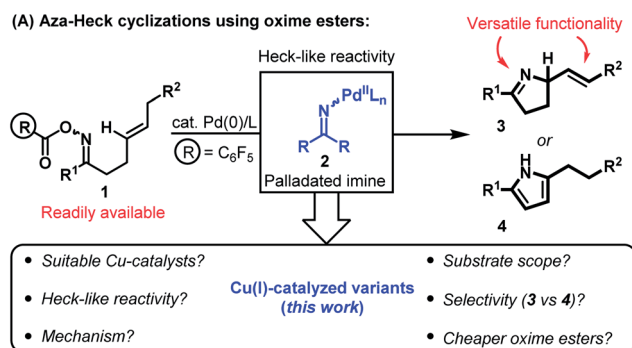 (A) Aza-Heck cyclizations using oxime esters:
Versatile functionality
Heck-like reactivity
R² 
R O N
O
R¹
1
Readily available
cat. Pd(0)/L
R = C₆F₅
PdᴵᴵLₙ
N
R R
2
Palladated imine
N H
R²
R¹
3
or
H
N
R¹
R²
4
• Suitable Cu-catalysts?
• Heck-like reactivity?
• Mechanism?
Cu(I)-catalyzed variants
(this work)
• Substrate scope?
• Selectivity (3 vs 4)?
• Cheaper oxime esters?